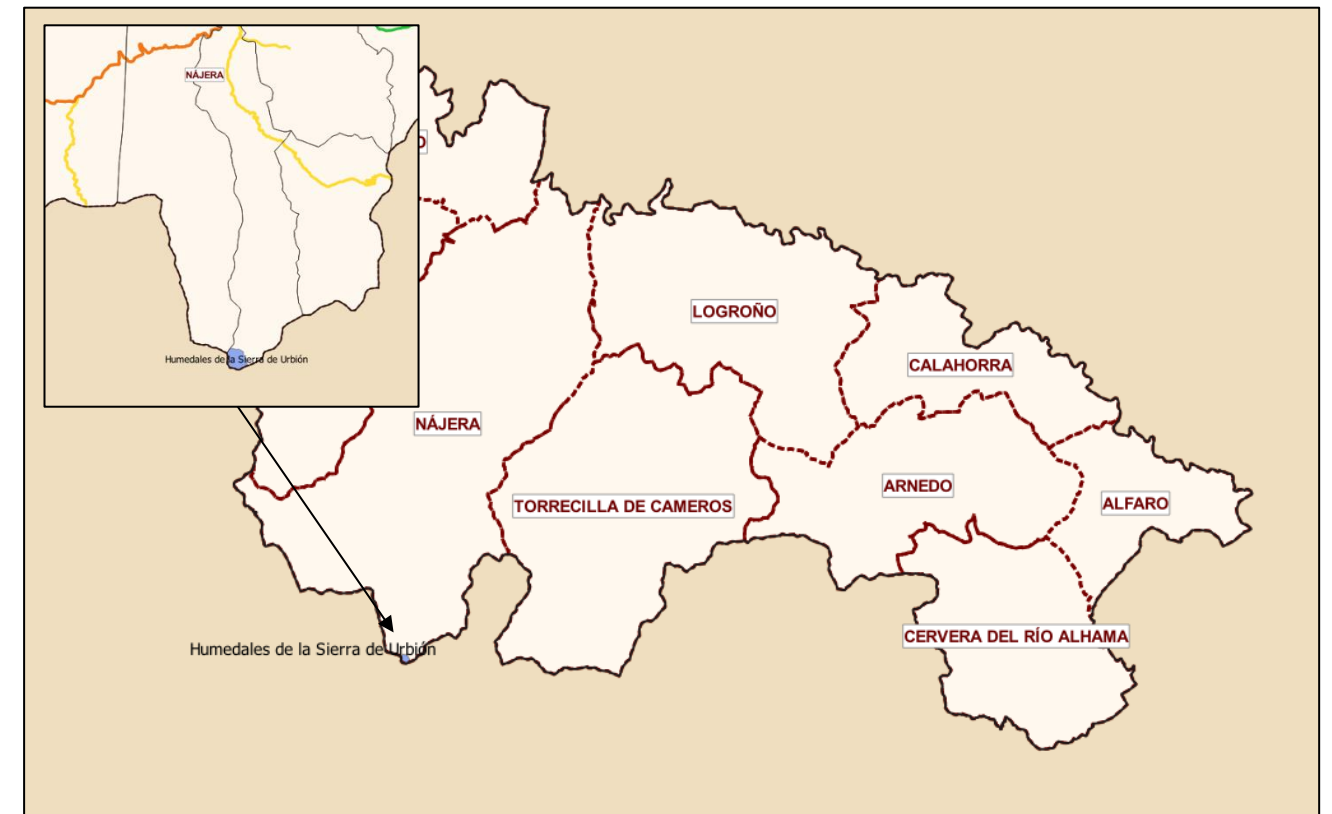 NÁJERA
Humedales de la Sierra de Urbión
LOGROÑO
CALAHORRA
NÁJERA
ARNEDO
TORRECILLA DE CAMEROS
ALFARO
CERVERA DEL RÍO ALHAMA
Humedales de la Sierra de Urbión